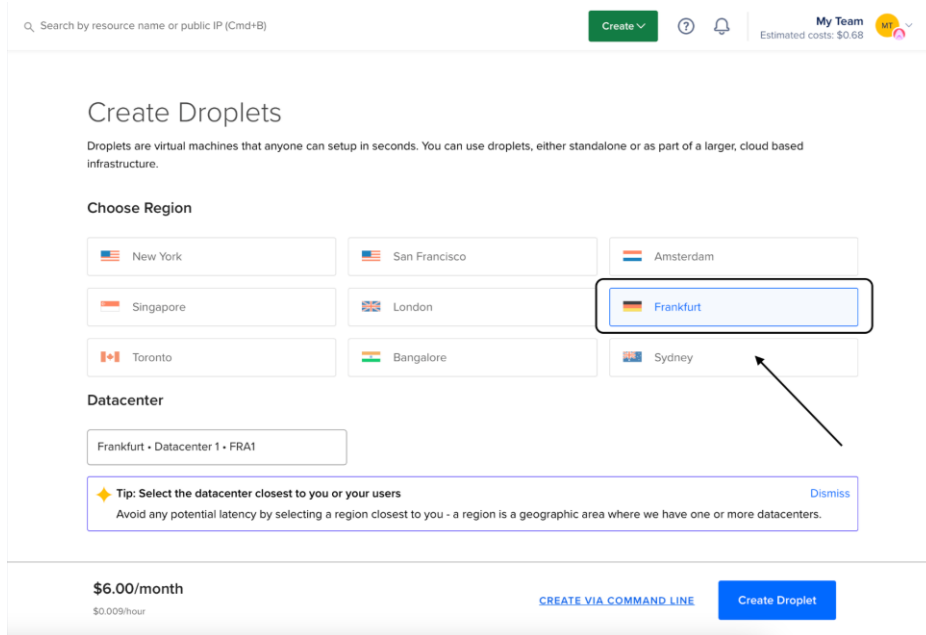 Search by resource name or public IP (Cmd+B)
Create
My Team
Estimated costs: $0.68
MT
Create Droplets
Droplets are virtual machines that anyone can setup in seconds. You can use droplets, either standalone or as part of a larger, cloud based
infrastructure.
Choose Region
New York
San Francisco
Amsterdam
Singapore
London
Frankfurt
Toronto
Bangalore
Sydney
Datacenter
Frankfurt • Datacenter 1 • FRA1
Tip: Select the datacenter closest to you or your users
Dismiss
Avoid any potential latency by selecting a region closest to you - a region is a geographic area where we have one or more datacenters.
$6.00/month
$0.009/hour
CREATE VIA COMMAND LINE
Create Droplet